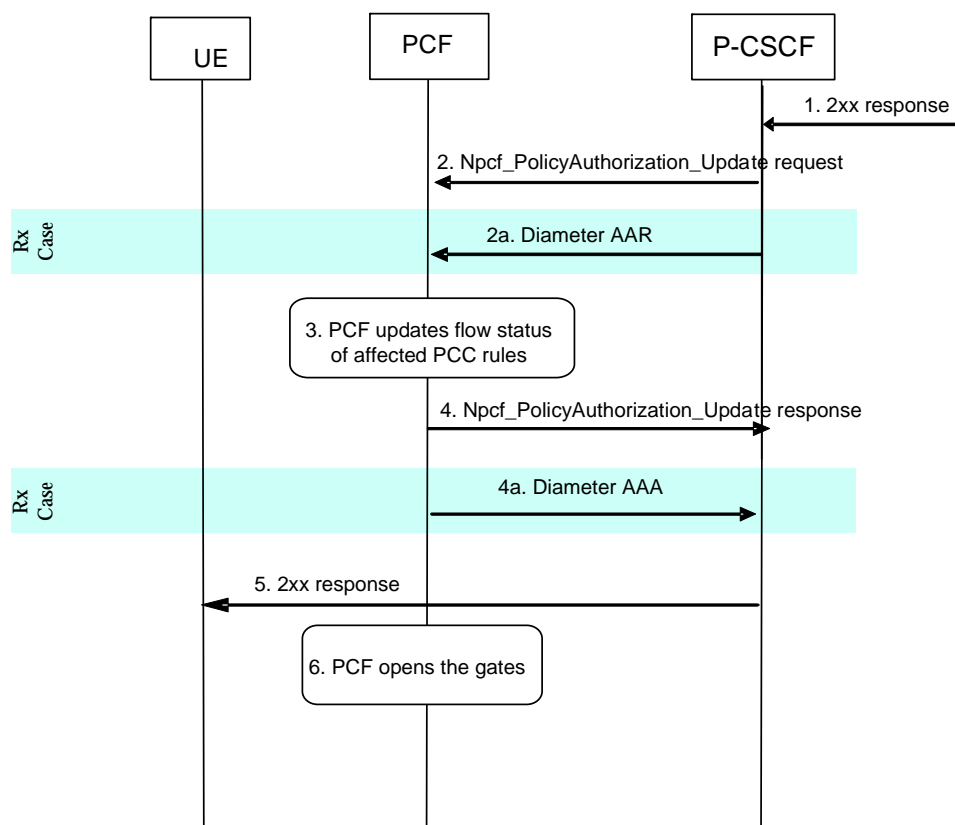 UE
PCF
P-CSCF
1. 2xx response
2. Npcf_PolicyAuthorization_Update request
Rx
Case
2a. Diameter AAR
3. PCF updates flow status
of affected PCC rules
4. Npcf_PolicyAuthorization_Update response
Rx
Case
4a. Diameter AAA
5. 2xx response
6. PCF opens the gates